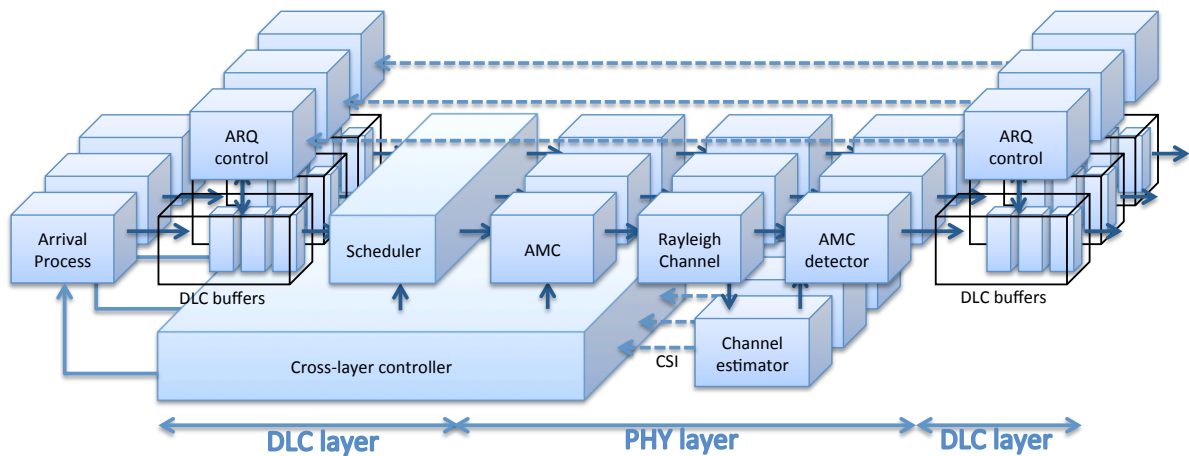 ARQ
control
ARQ
control
Arrival
Process
Scheduler
AMC
Rayleigh
Channel
AMC
detector
DLC buffers
DLC buffers
Cross-layer controller
CSI
Channel
estimator
DLC layer
PHY layer
DLC layer